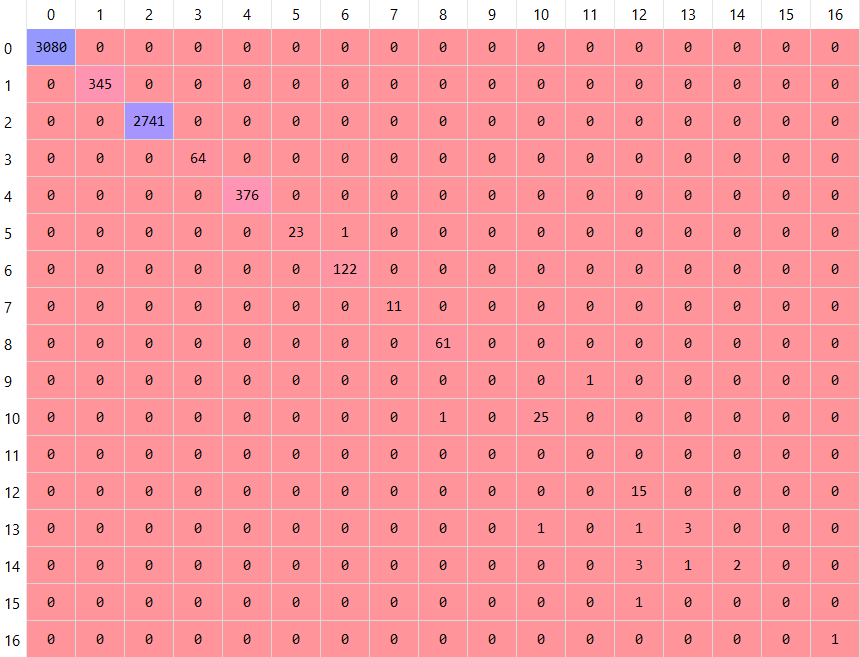 0 1 2 3 4 5 6 7 8 9 10 11 12 13 14 15 16
0 3080 0 0 0 0 0 0 0 0 0 0 0 0 0 0 0 0
1 0 345 0 0 0 0 0 0 0 0 0 0 0 0 0 0 0
2 0 0 2741 0 0 0 0 0 0 0 0 0 0 0 0 0 0
3 0 0 0 64 0 0 0 0 0 0 0 0 0 0 0 0 0
4 0 0 0 0 376 0 0 0 0 0 0 0 0 0 0 0 0
5 0 0 0 0 0 23 1 0 0 0 0 0 0 0 0 0 0
6 0 0 0 0 0 0 122 0 0 0 0 0 0 0 0 0 0
7 0 0 0 0 0 0 0 11 0 0 0 0 0 0 0 0 0
8 0 0 0 0 0 0 0 0 61 0 0 0 0 0 0 0 0
9 0 0 0 0 0 0 0 0 0 0 0 1 0 0 0 0 0
10 0 0 0 0 0 0 0 0 1 0 25 0 0 0 0 0 0
11 0 0 0 0 0 0 0 0 0 0 0 0 0 0 0 0 0
12 0 0 0 0 0 0 0 0 0 0 0 0 15 0 0 0 0
13 0 0 0 0 0 0 0 0 0 0 1 0 1 3 0 0 0
14 0 0 0 0 0 0 0 0 0 0 0 0 3 1 2 0 0
15 0 0 0 0 0 0 0 0 0 0 0 0 1 0 0 0 0
16 0 0 0 0 0 0 0 0 0 0 0 0 0 0 0 0 1